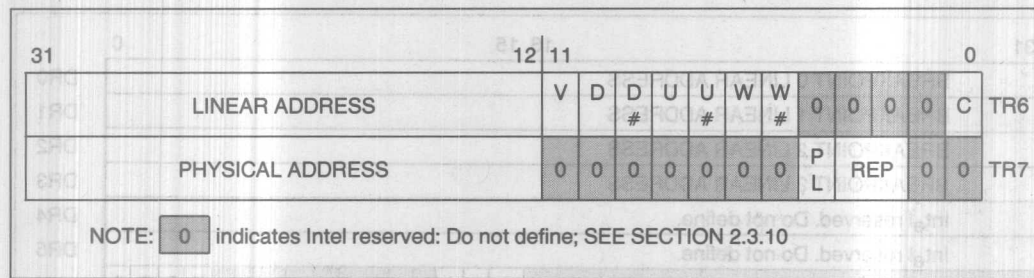 31 12 11 0
LINEAR ADDRESS V D D# U U# W W# 0 0 0 0 C TR6
PHYSICAL ADDRESS 0 0 0 0 0 0 0 PL REP 0 0 TR7
NOTE: 0 indicates Intel reserved: Do not define; SEE SECTION 2.3.10